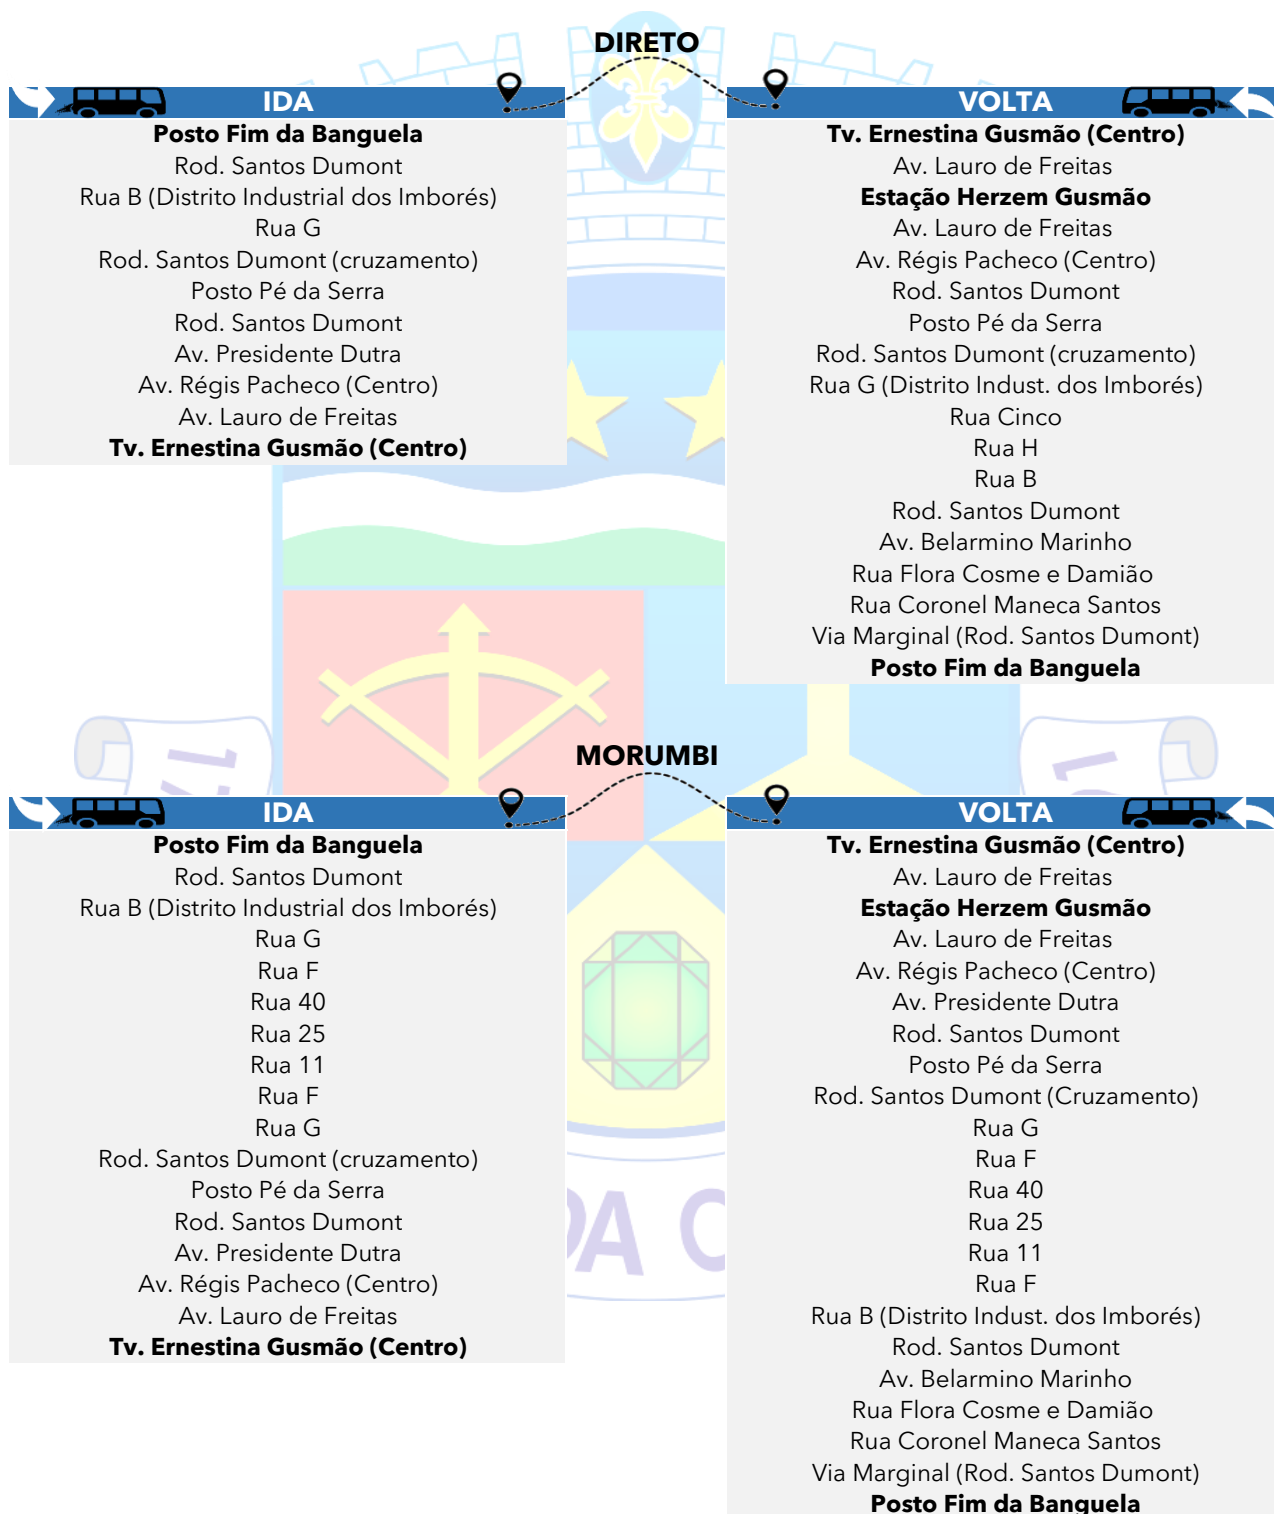 DIRETO
IDA
Posto Fim da Banguela
Rod. Santos Dumont
Rua B (Distrito Industrial dos Imborés)
Rua G
Rod. Santos Dumont (cruzamento)
Posto Pé da Serra
Rod. Santos Dumont
Av. Presidente Dutra
Av. Régis Pacheco (Centro)
Av. Lauro de Freitas
Tv. Ernestina Gusmão (Centro)
VOLTA
Tv. Ernestina Gusmão (Centro)
Av. Lauro de Freitas
Estação Herzem Gusmão
Av. Lauro de Freitas
Av. Régis Pacheco (Centro)
Rod. Santos Dumont
Posto Pé da Serra
Rod. Santos Dumont (cruzamento)
Rua G (Distrito Indust. dos Imborés)
Rua Cinco
Rua H
Rua B
Rod. Santos Dumont
Av. Belarmino Marinho
Rua Flora Cosme e Damião
Rua Coronel Maneca Santos
Via Marginal (Rod. Santos Dumont)
Posto Fim da Banguela
MORUMBI
IDA
Posto Fim da Banguela
Rod. Santos Dumont
Rua B (Distrito Industrial dos Imborés)
Rua G
Rua F
Rua 40
Rua 25
Rua 11
Rua F
Rua G
Rod. Santos Dumont (cruzamento)
Posto Pé da Serra
Rod. Santos Dumont
Av. Presidente Dutra
Av. Régis Pacheco (Centro)
Av. Lauro de Freitas
Tv. Ernestina Gusmão (Centro)
VOLTA
Tv. Ernestina Gusmão (Centro)
Av. Lauro de Freitas
Estação Herzem Gusmão
Av. Lauro de Freitas
Av. Régis Pacheco (Centro)
Av. Presidente Dutra
Rod. Santos Dumont
Posto Pé da Serra
Rod. Santos Dumont (Cruzamento)
Rua G
Rua F
Rua 40
Rua 25
Rua 11
Rua F
Rua B (Distrito Indust. dos Imborés)
Rod. Santos Dumont
Av. Belarmino Marinho
Rua Flora Cosme e Damião
Rua Coronel Maneca Santos
Via Marginal (Rod. Santos Dumont)
Posto Fim da Banguela